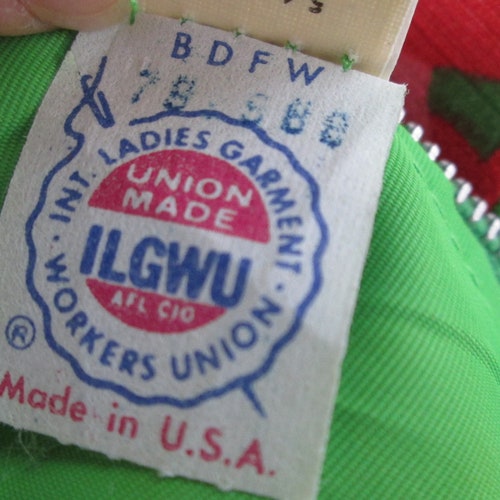 BDFW
INT. LADIES GARMENT
WORKERS UNION
UNION
MADE
ILGWU
AFL CIO
®
Made in U.S.A.